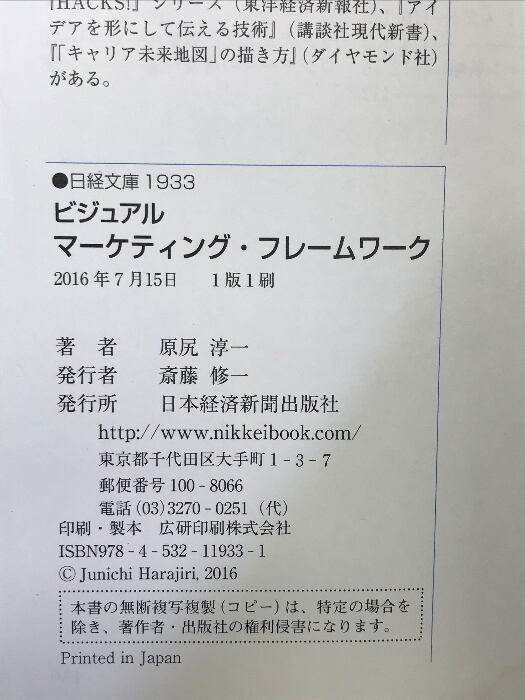 『HACKS!』シリーズ（東洋経済新報社）、『アイ
デアを形にして伝える技術』（講談社現代新書）、
『「キャリア未来地図」の描き方』（ダイヤモンド社）
がある。
●日経文庫1933
ビジュアル
マーケティング・フレームワーク
2016年7月15日　1版1刷
著　者　原尻 淳一
発行者　斎藤 修一
発行所　日本経済新聞出版社
http://www.nikkeibook.com/
東京都千代田区大手町1-3-7
郵便番号100-8066
電話(03)3270-0251（代）
印刷・製本　広研印刷株式会社
ISBN978-4-532-11933-1
© Junichi Harajiri, 2016
本書の無断複写複製（コピー）は、特定の場合を
除き、著作者・出版社の権利侵害になります。
Printed in Japan